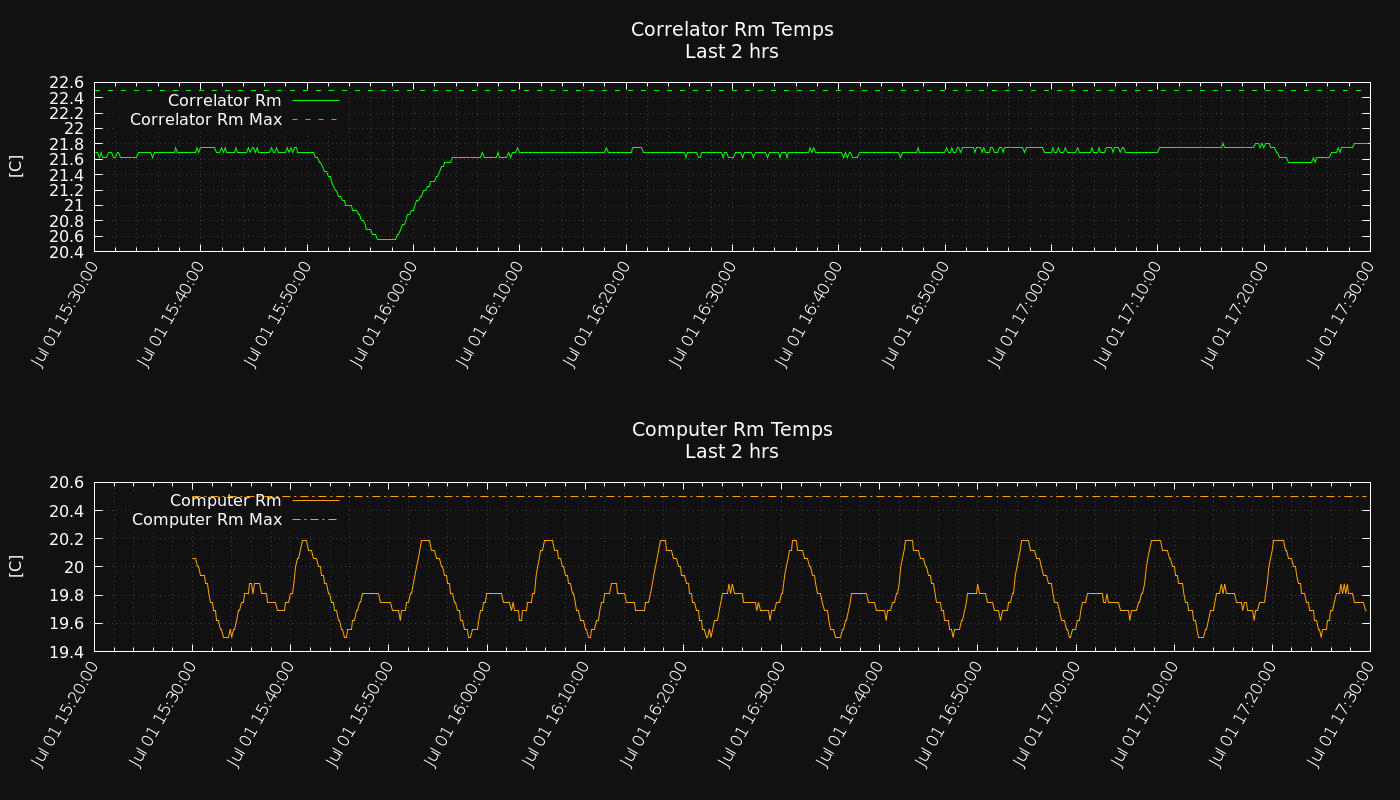 Correlator Rm Temps
Last 2 hrs
22.6
22.4
22.2
22
21.8
21.6
21.4
21.2
21
20.8
20.6
20.4
[C]
Correlator Rm
Correlator Rm Max
Jul 01 15:30:00
Jul 01 15:40:00
Jul 01 15:50:00
Jul 01 16:00:00
Jul 01 16:10:00
Jul 01 16:20:00
Jul 01 16:30:00
Jul 01 16:40:00
Jul 01 16:50:00
Jul 01 17:00:00
Jul 01 17:10:00
Jul 01 17:20:00
Jul 01 17:30:00
Computer Rm Temps
Last 2 hrs
20.6
20.4
20.2
20
19.8
19.6
19.4
[C]
Computer Rm
Computer Rm Max
Jul 01 15:20:00
Jul 01 15:30:00
Jul 01 15:40:00
Jul 01 15:50:00
Jul 01 16:00:00
Jul 01 16:10:00
Jul 01 16:20:00
Jul 01 16:30:00
Jul 01 16:40:00
Jul 01 16:50:00
Jul 01 17:00:00
Jul 01 17:10:00
Jul 01 17:20:00
Jul 01 17:30:00